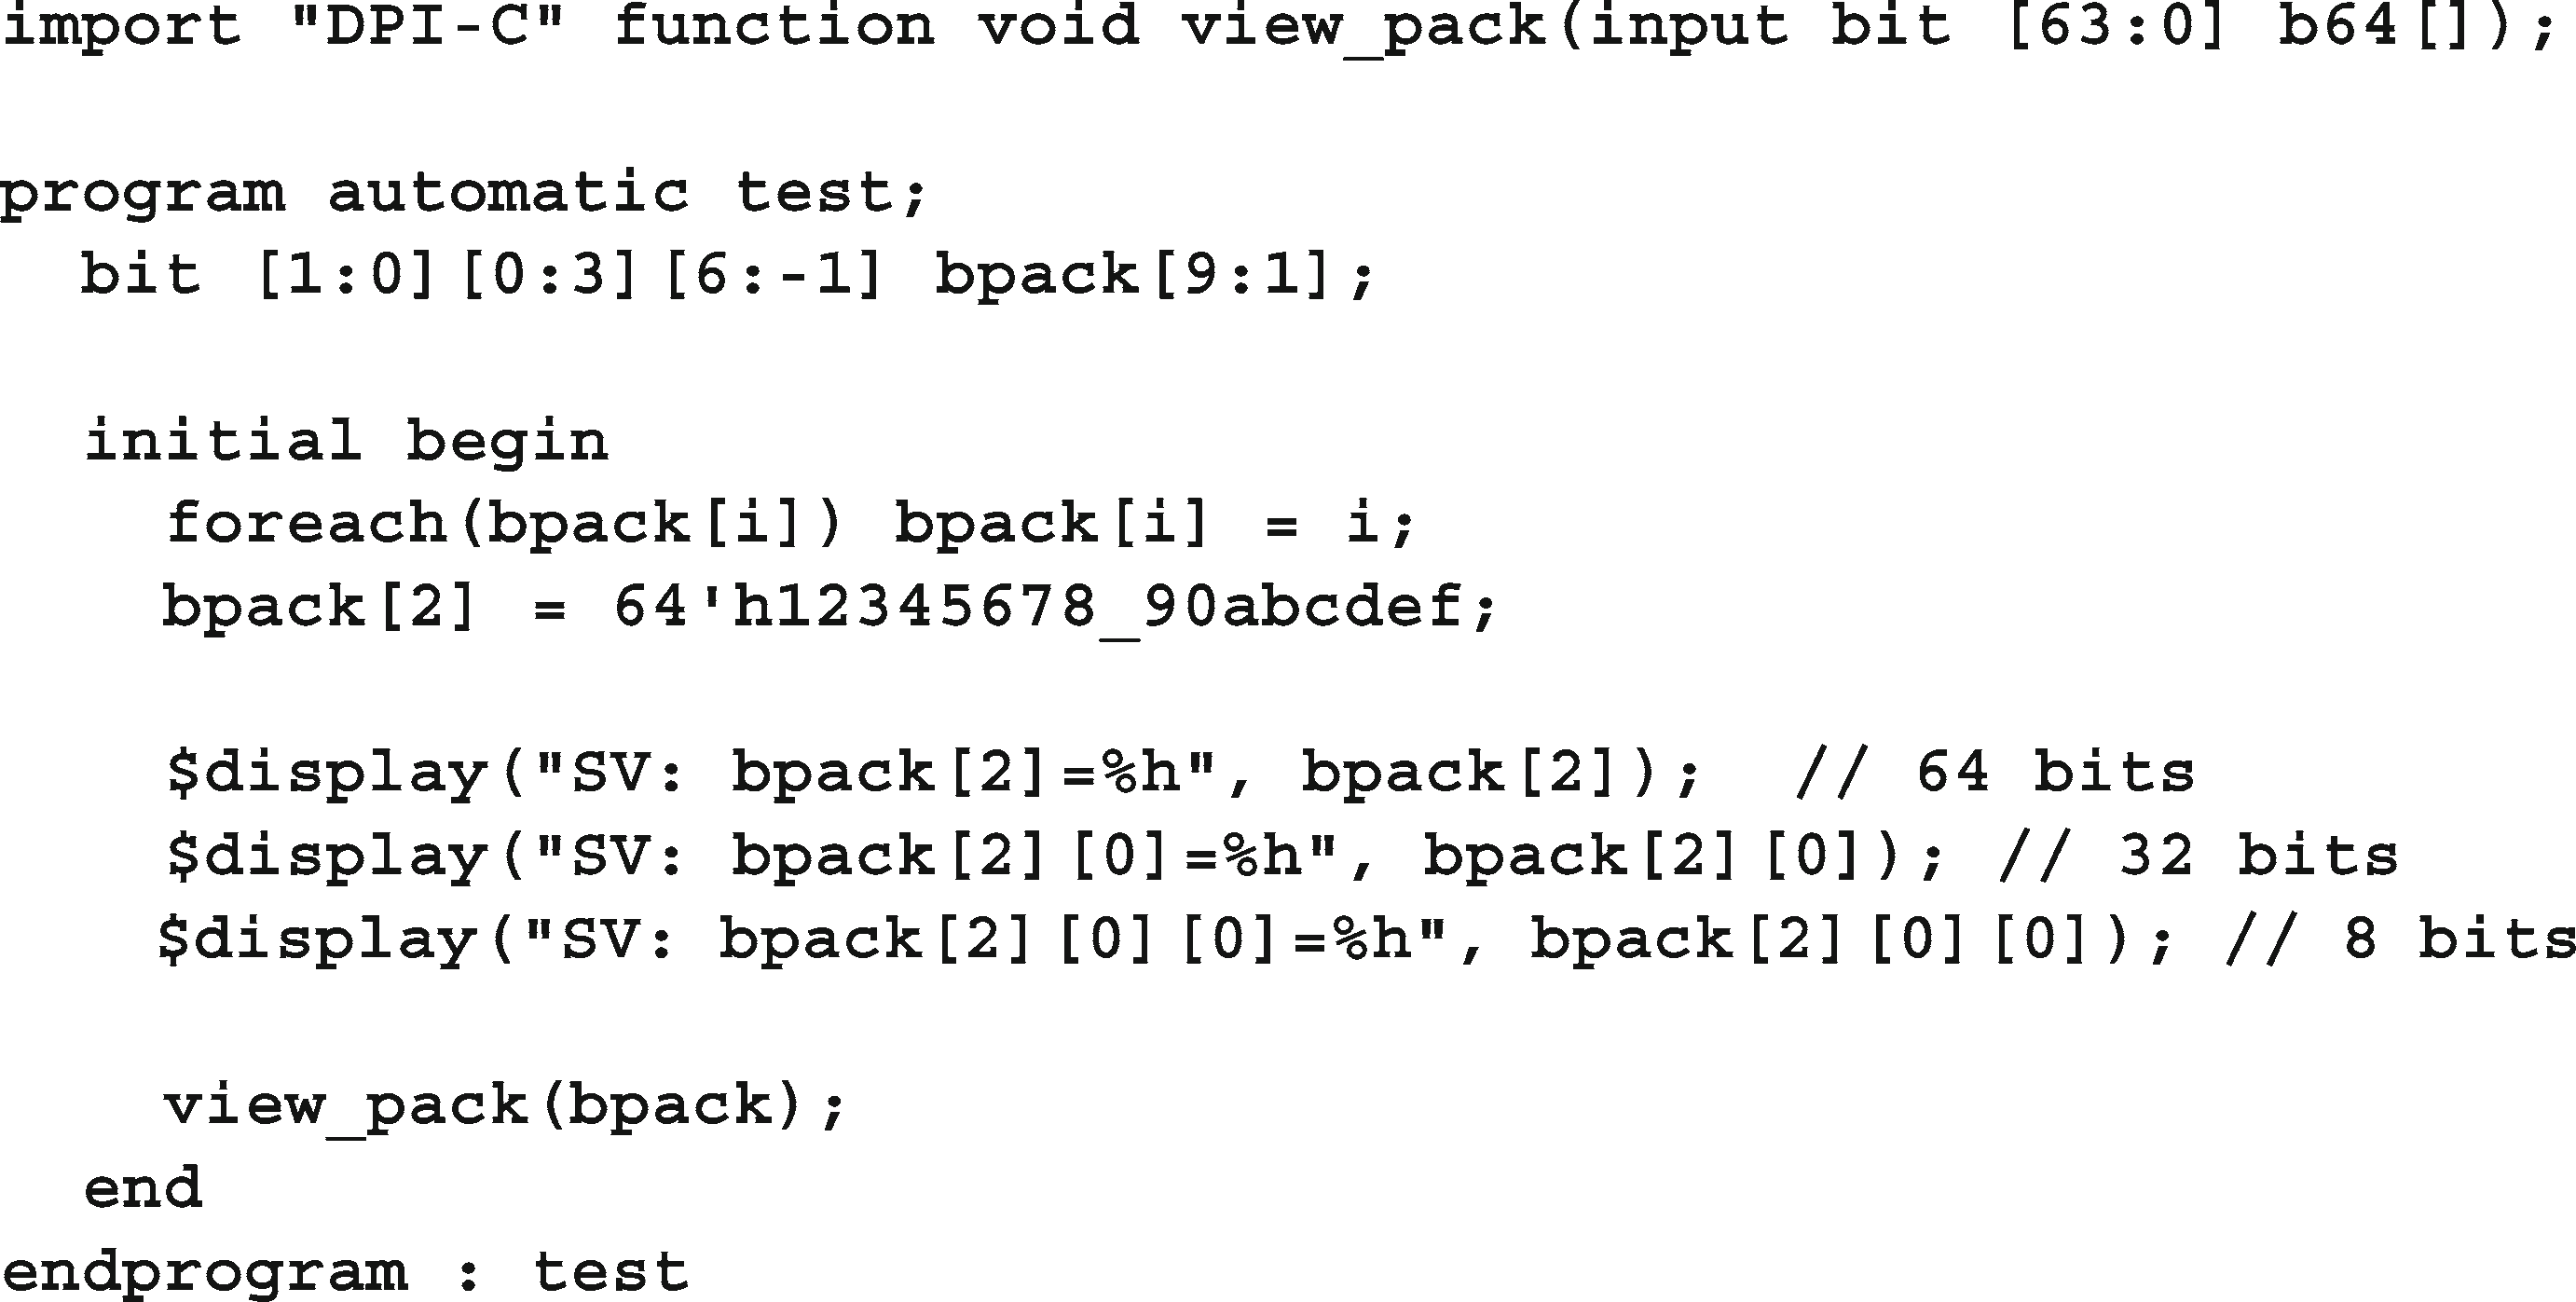 import "DPI-C" function void view_pack(input bit [63:0] b64[]);
program automatic test;
bit [1:0][0:3][6:-1] bpack[9:1];
initial begin
foreach(bpack[i]) bpack[i] = i;
bpack[2] = 64'h12345678_90abcdef;
$display("SV: bpack[2]=%h", bpack[2]); // 64 bits
$display("SV: bpack[2][0]=%h", bpack[2][0]); // 32 bits
$display("SV: bpack[2][0][0]=%h", bpack[2][0][0]); // 8 bits
view_pack(bpack);
end
endprogram : test